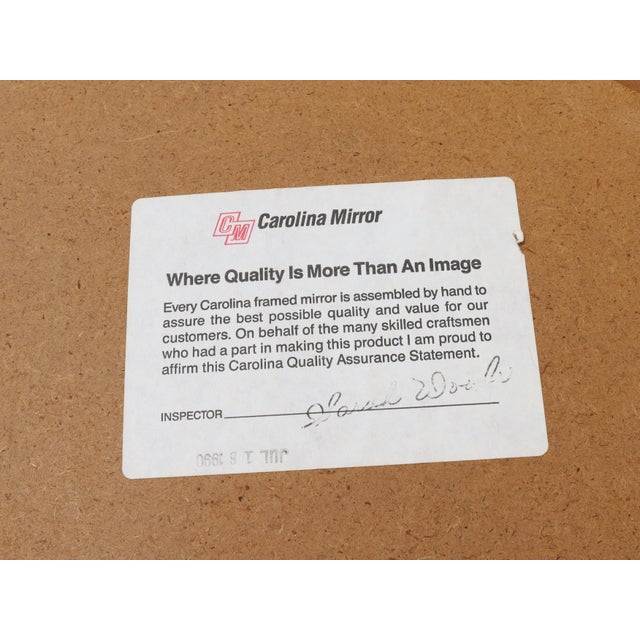 CM Carolina Mirror
Where Quality Is More Than An Image
Every Carolina framed mirror is assembled by hand to
assure the best possible quality and value for our
customers. On behalf of the many skilled craftsmen
who had a part in making this product I am proud to
affirm this Carolina Quality Assurance Statement.
INSPECTOR
JUL 18 1990